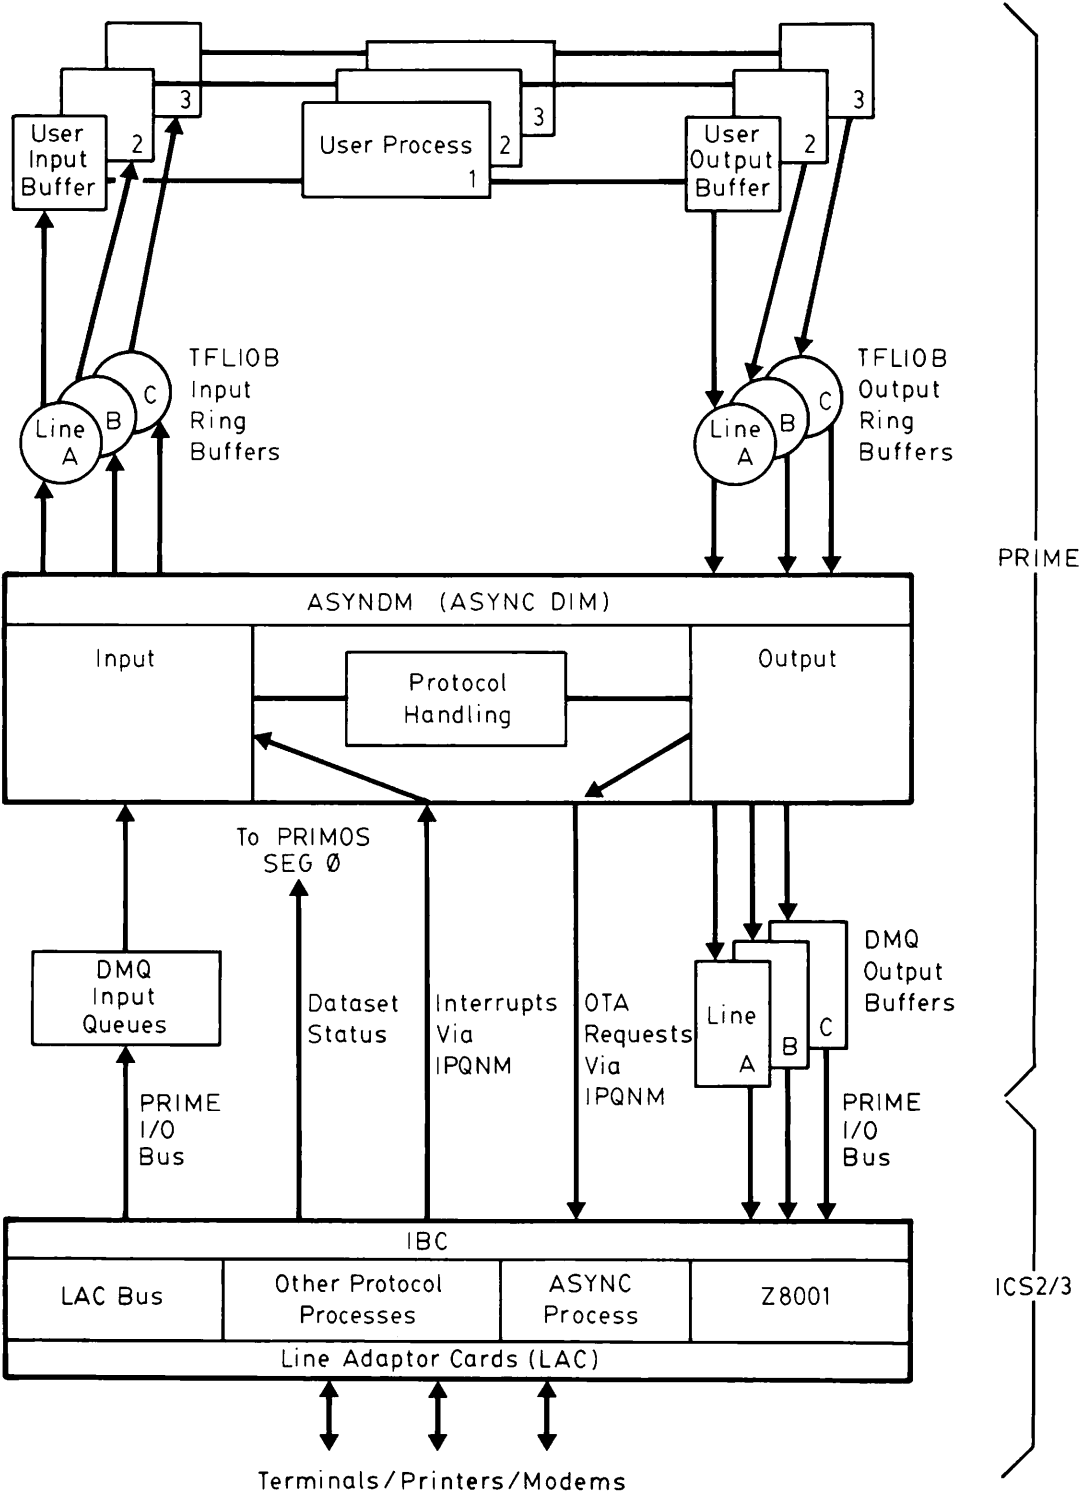 3
3
3
2
User Process
2
1
2
User
Input
Buffer
User
Output
Buffer
TFLIOB
Input
Ring
Buffers
C
B
Line
A
TFLIOB
Output
Ring
Buffers
C
B
Line
A
PRIME
ASYNDM (ASYNC DIM)
Input
Protocol
Handling
Output
To PRIMOS
SEG Ø
DMQ
Input
Queues
Dataset
Status
Interrupts
Via
IPQNM
OTA
Requests
Via
IPQNM
Line
A
B
C
DMQ
Output
Buffers
PRIME
I/O
Bus
PRIME
I/O
Bus
IBC
LAC Bus
Other Protocol
Processes
ASYNC
Process
Z8001
ICS2/3
Line Adaptor Cards (LAC)
Terminals/Printers/Modems